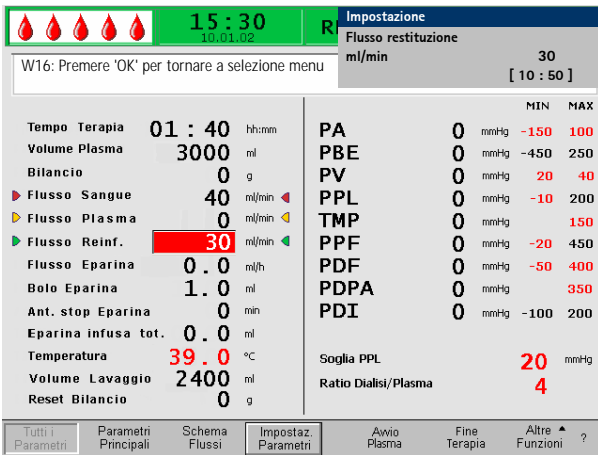 15:30
10.01.02
R
Impostazione
Flusso restituzione
ml/min 30
[ 10 : 50 ]
W16: Premere 'OK' per tornare a selezione menu
MIN MAX
Tempo Terapia 01 : 40 hh:mm
Volume Plasma 3000 ml
Bilancio 0 g
Flusso Sangue 40 ml/min
Flusso Plasma 0 ml/min
Flusso Reinf. 30 ml/min
Flusso Eparina 0.0 ml/h
Bolo Eparina 1.0 ml
Ant. stop Eparina 0 min
Eparina infusa tot. 0.0 ml
Temperatura 39.0 °C
Volume Lavaggio 2400 ml
Reset Bilancio 0 g
PA 0 mmHg -150 100
PBE 0 mmHg -450 250
PV 0 mmHg 20 40
PPL 0 mmHg -10 200
TMP 0 mmHg 150
PPF 0 mmHg -20 450
PDF 0 mmHg -50 400
PDPA 0 mmHg 350
PDI 0 mmHg -100 200
Soglia PPL 20 mmHg
Ratio Dialisi/Plasma 4
Tutti i Parametri
Parametri Principali
Schema Flussi
Impostaz. Parametri
Avvio Plasma
Fine Terapia
Altre Funzioni
?